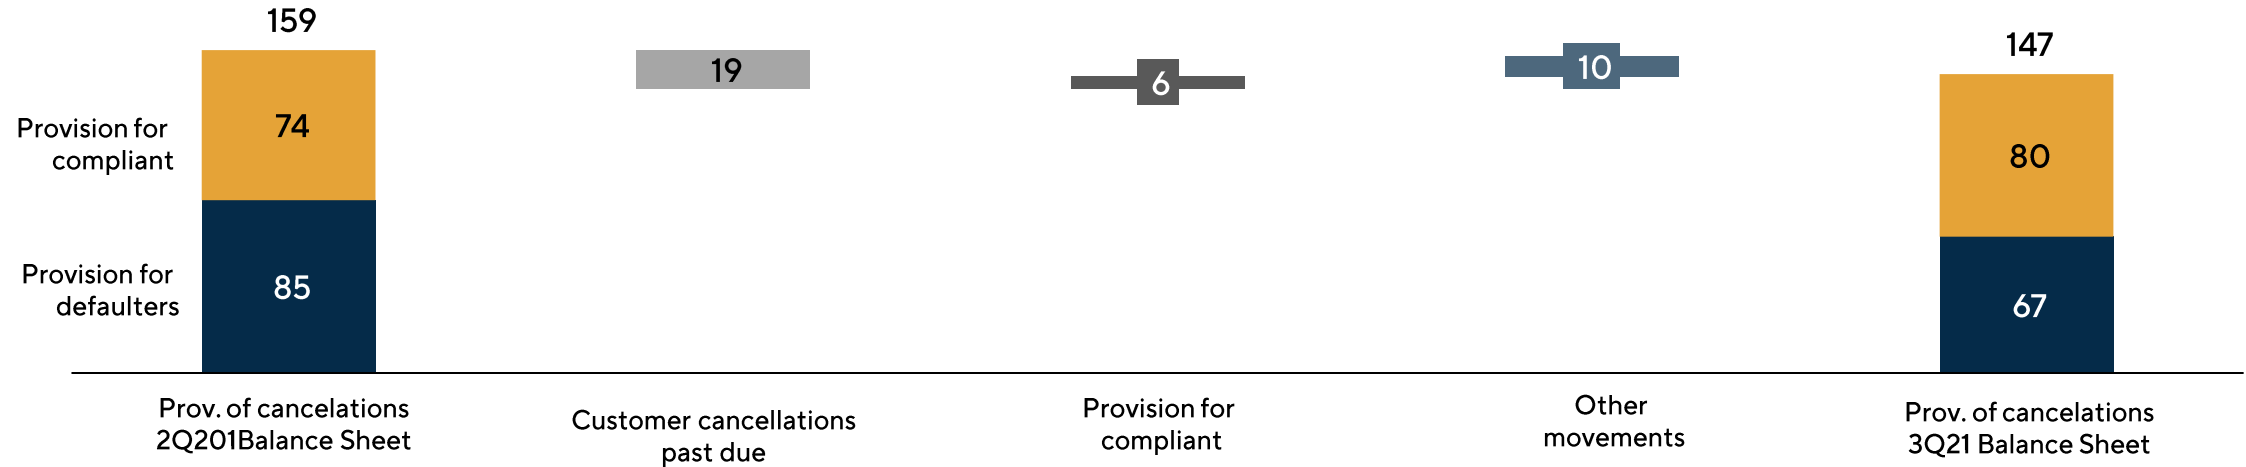 159
74
85
Provision for
compliant
Provision for
defaulters
19
6
10
147
80
67
Prov. of cancelations
2Q201Balance Sheet
Customer cancellations
past due
Provision for
compliant
Other
movements
Prov. of cancelations
3Q21 Balance Sheet